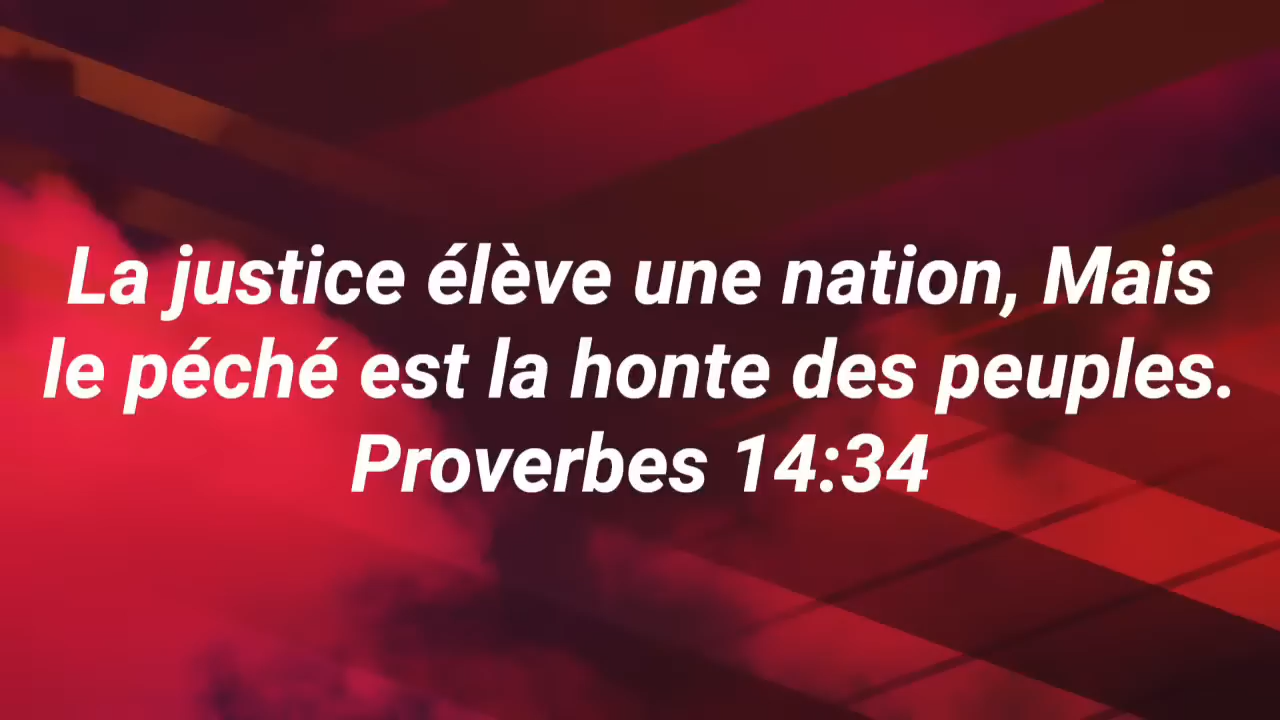 La justice élève une nation, Mais
le péché est la honte des peuples.
Proverbes 14:34